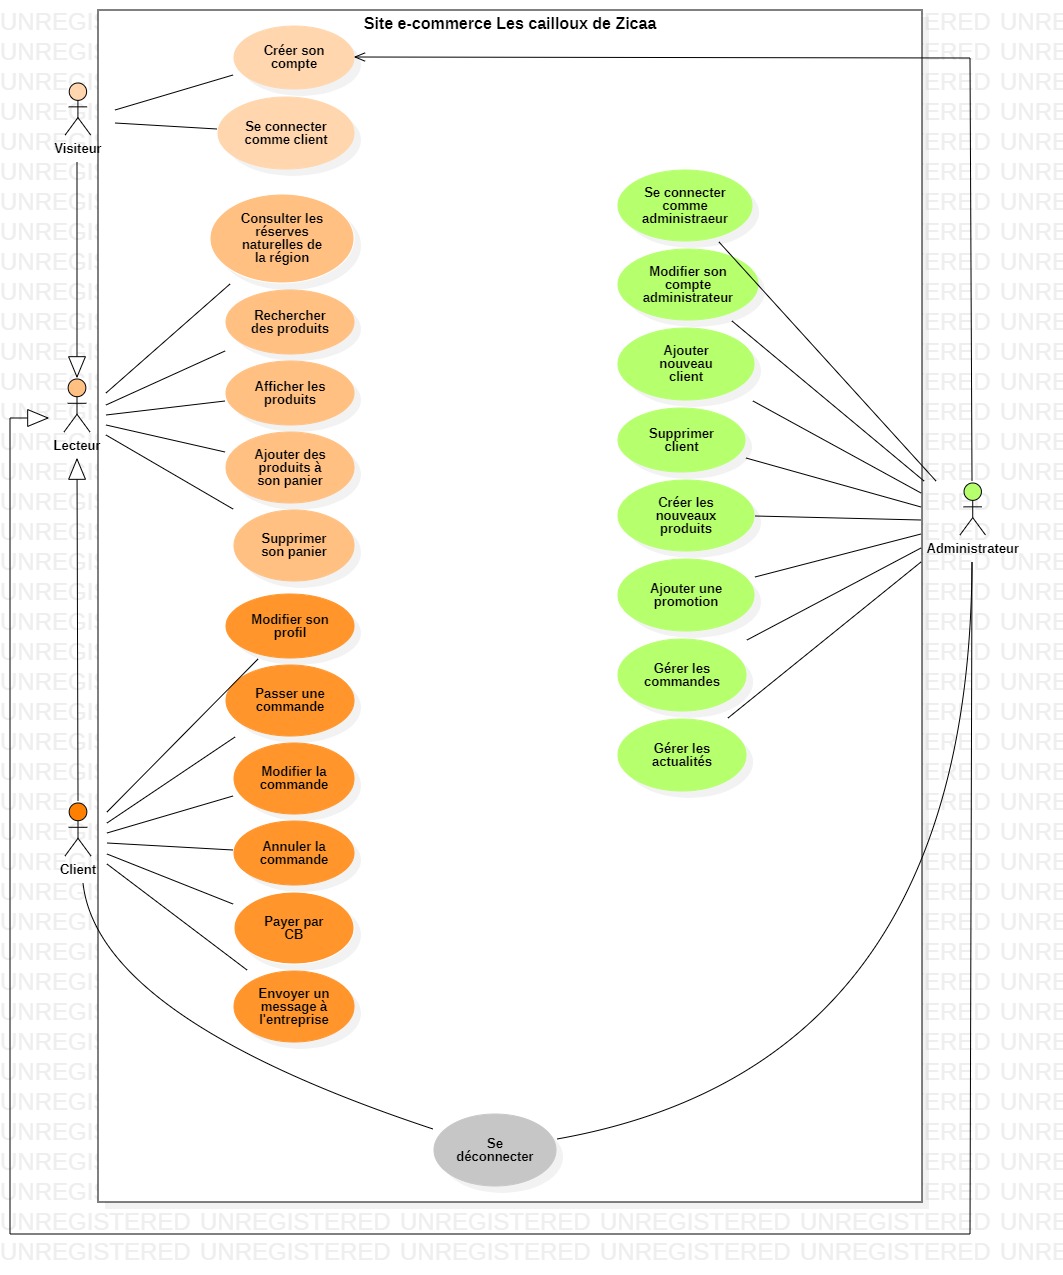 Site e-commerce Les cailloux de Zicaa
Créer son
compte
Se connecter
comme client
Visiteur
Consulter les
réserves
naturelles de
la région
Rechercher
des produits
Afficher les
produits
Lecteur
Ajouter des
produits à
son panier
Supprimer
son panier
Modifier son
profil
Passer une
commande
Modifier la
commande
Annuler la
commande
Client
Payer par
CB
Envoyer un
message à
l'entreprise
Se connecter
comme
administraeur
Modifier son
compte
administrateur
Ajouter
nouveau
client
Supprimer
client
Créer les
nouveaux
produits
Administrateur
Ajouter une
promotion
Gérer les
commandes
Gérer les
actualités
Se
déconnecter
UNREGISTERED UNREGISTERED UNREGISTERED UNREGISTERED UNREGISTERED UNRE
UNREGISTERED UNREGISTERED UNREGISTERED UNREGISTERED UNREGISTERED UNRE